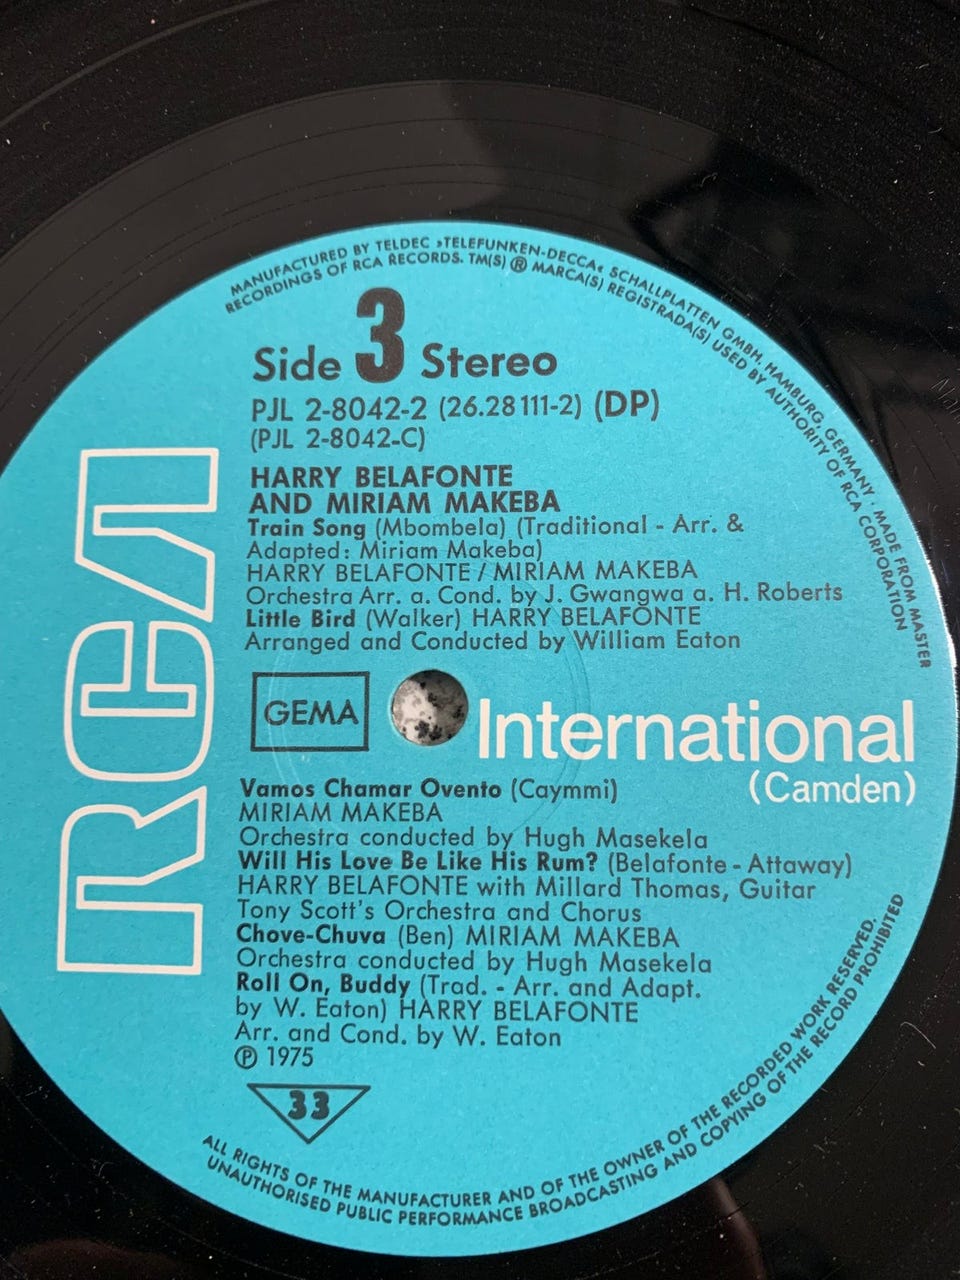 MANUFACTURED BY TELDEC »TELEFUNKEN-DECCA« SCHALLPLATTEN GMBH, HAMBURG, GERMANY · MADE FROM MASTER
RECORDINGS OF RCA RECORDS. TM(S) ® MARCA(S) REGISTRADA(S) USED BY AUTHORITY OF RCA CORPORATION
Side 3 Stereo
PJL 2-8042-2 (26.28111-2) (DP)
(PJL 2-8042-C)
HARRY BELAFONTE
AND MIRIAM MAKEBA
Train Song (Mbombela) (Traditional - Arr. &
Adapted: Miriam Makeba)
HARRY BELAFONTE / MIRIAM MAKEBA
Orchestra Arr. a. Cond. by J. Gwangwa a. H. Roberts
Little Bird (Walker) HARRY BELAFONTE
Arranged and Conducted by William Eaton
RCA
GEMA
International
(Camden)
Vamos Chamar Ovento (Caymmi)
MIRIAM MAKEBA
Orchestra conducted by Hugh Masekela
Will His Love Be Like His Rum? (Belafonte - Attaway)
HARRY BELAFONTE with Millard Thomas, Guitar
Tony Scott's Orchestra and Chorus
Chove-Chuva (Ben) MIRIAM MAKEBA
Orchestra conducted by Hugh Masekela
Roll On, Buddy (Trad. - Arr. and Adapt.
by W. Eaton) HARRY BELAFONTE
Arr. and Cond. by W. Eaton
℗ 1975
33
ALL RIGHTS OF THE MANUFACTURER AND OF THE OWNER OF THE RECORDED WORK RESERVED.
UNAUTHORISED PUBLIC PERFORMANCE BROADCASTING AND COPYING OF THE RECORD PROHIBITED